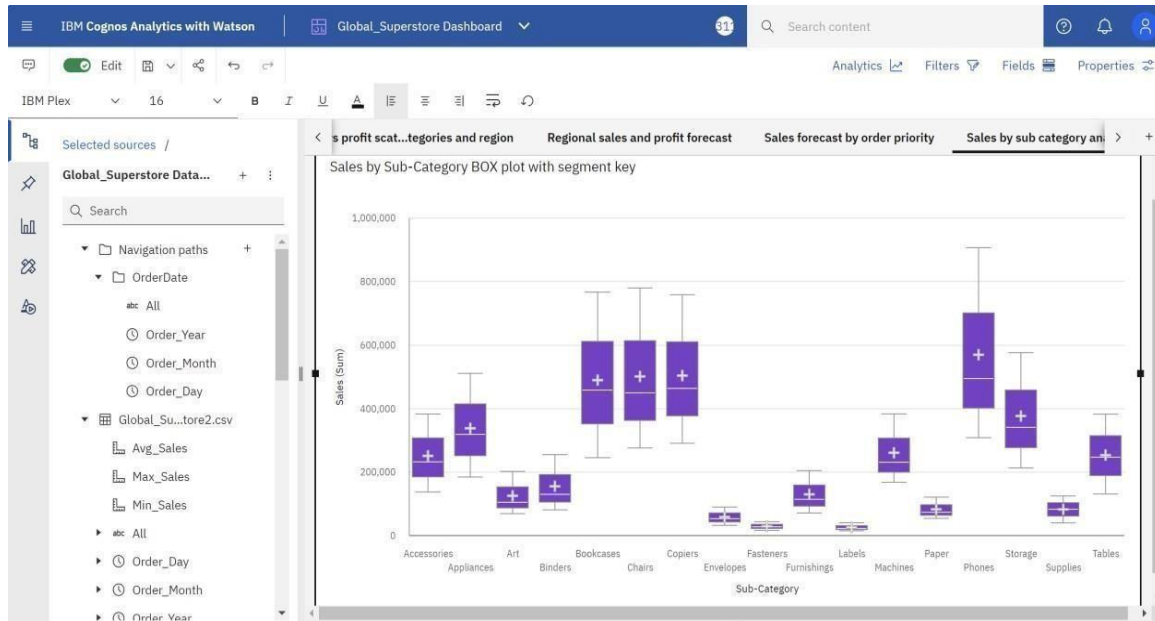 IBM Cognos Analytics with Watson
Global_Superstore Dashboard
Search content
Edit
Analytics
Filters
Fields
Properties
IBM Plex
16
B I U A
Selected sources /
s profit scat...tegories and region
Regional sales and profit forecast
Sales forecast by order priority
Sales by sub category an
Global_Superstore Data...
Search
Navigation paths
OrderDate
abc All
Order_Year
Order_Month
Order_Day
Global_Su...tore2.csv
Avg_Sales
Max_Sales
Min_Sales
abc All
Order_Day
Order_Month
Order_Year
Sales by Sub-Category BOX plot with segment key
Sales (Sum)
1,000,000
800,000
600,000
400,000
200,000
0
Accessories
Appliances
Art
Binders
Bookcases
Chairs
Copiers
Envelopes
Fasteners
Furnishings
Labels
Machines
Paper
Phones
Storage
Supplies
Tables
Sub-Category